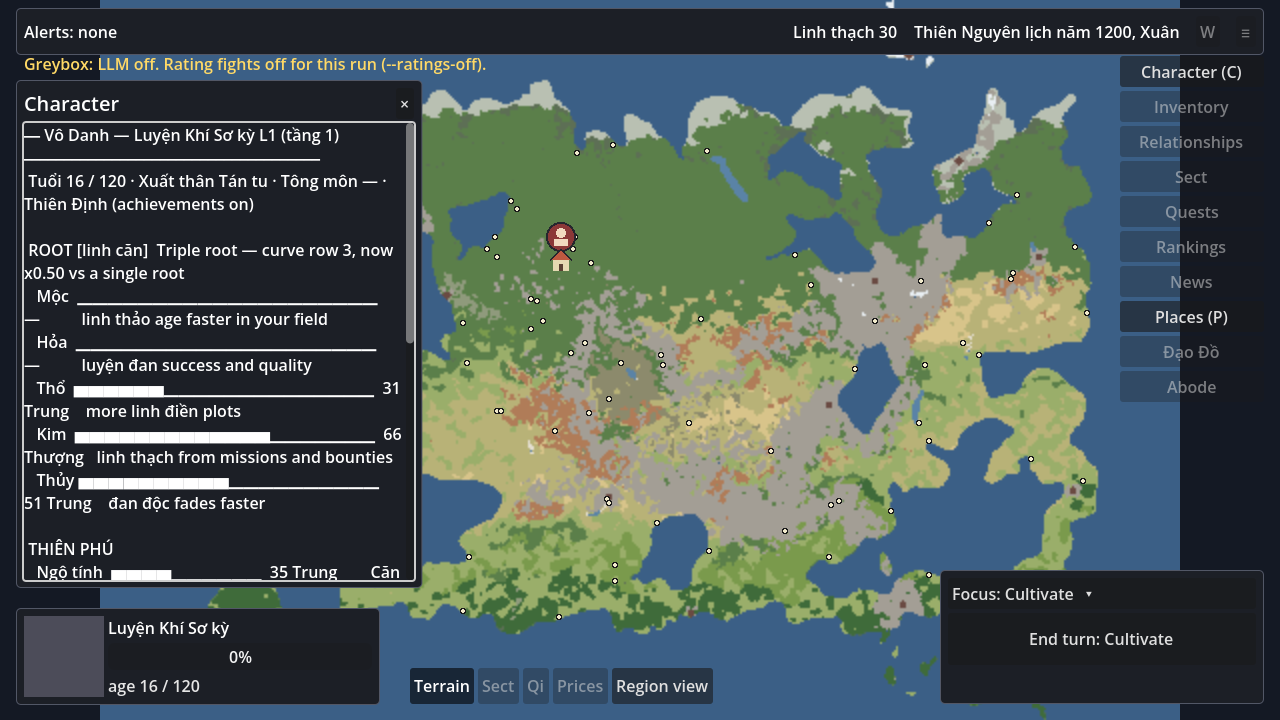 Alerts: none
Linh thạch 30 Thiên Nguyên lịch năm 1200, Xuân W ≡
Greybox: LLM off. Rating fights off for this run (--ratings-off).
Character ×
— Vô Danh — Luyện Khí Sơ kỳ L1 (tầng 1)
Tuổi 16 / 120 · Xuất thân Tán tu · Tông môn — ·
Thiên Định (achievements on)
ROOT [linh căn] Triple root — curve row 3, now
x0.50 vs a single root
Mộc
— linh thảo age faster in your field
Hỏa
— luyện đan success and quality
Thổ 31
Trung more linh điền plots
Kim 66
Thượng linh thạch from missions and bounties
Thủy
51 Trung đan độc fades faster
THIÊN PHÚ
Ngộ tính 35 Trung Căn
Character (C)
Inventory
Relationships
Sect
Quests
Rankings
News
Places (P)
Đạo Đồ
Abode
Luyện Khí Sơ kỳ
0%
age 16 / 120
Terrain Sect Qi Prices Region view
Focus: Cultivate ▾
End turn: Cultivate